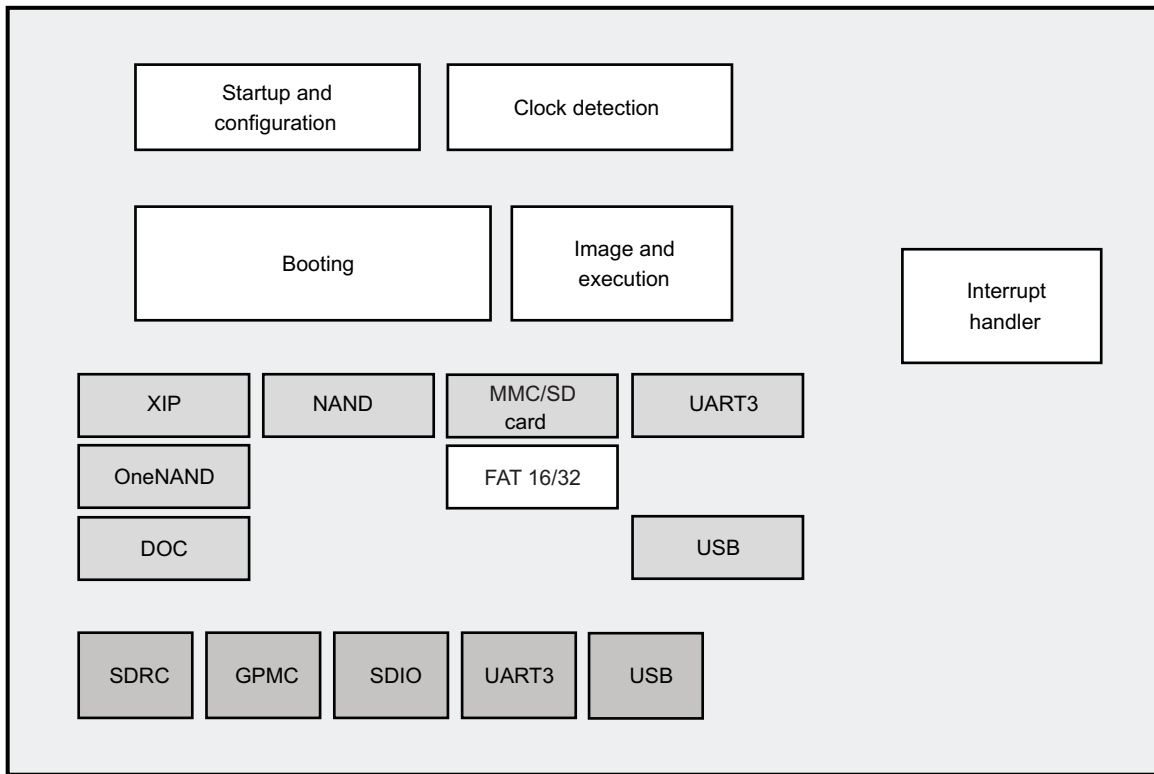 Startup and
configuration
Clock detection
Booting
Image and
execution
Interrupt
handler
XIP
NAND
MMC/SD
card
UART3
OneNAND
FAT 16/32
DOC
USB
SDRC
GPMC
SDIO
UART3
USB